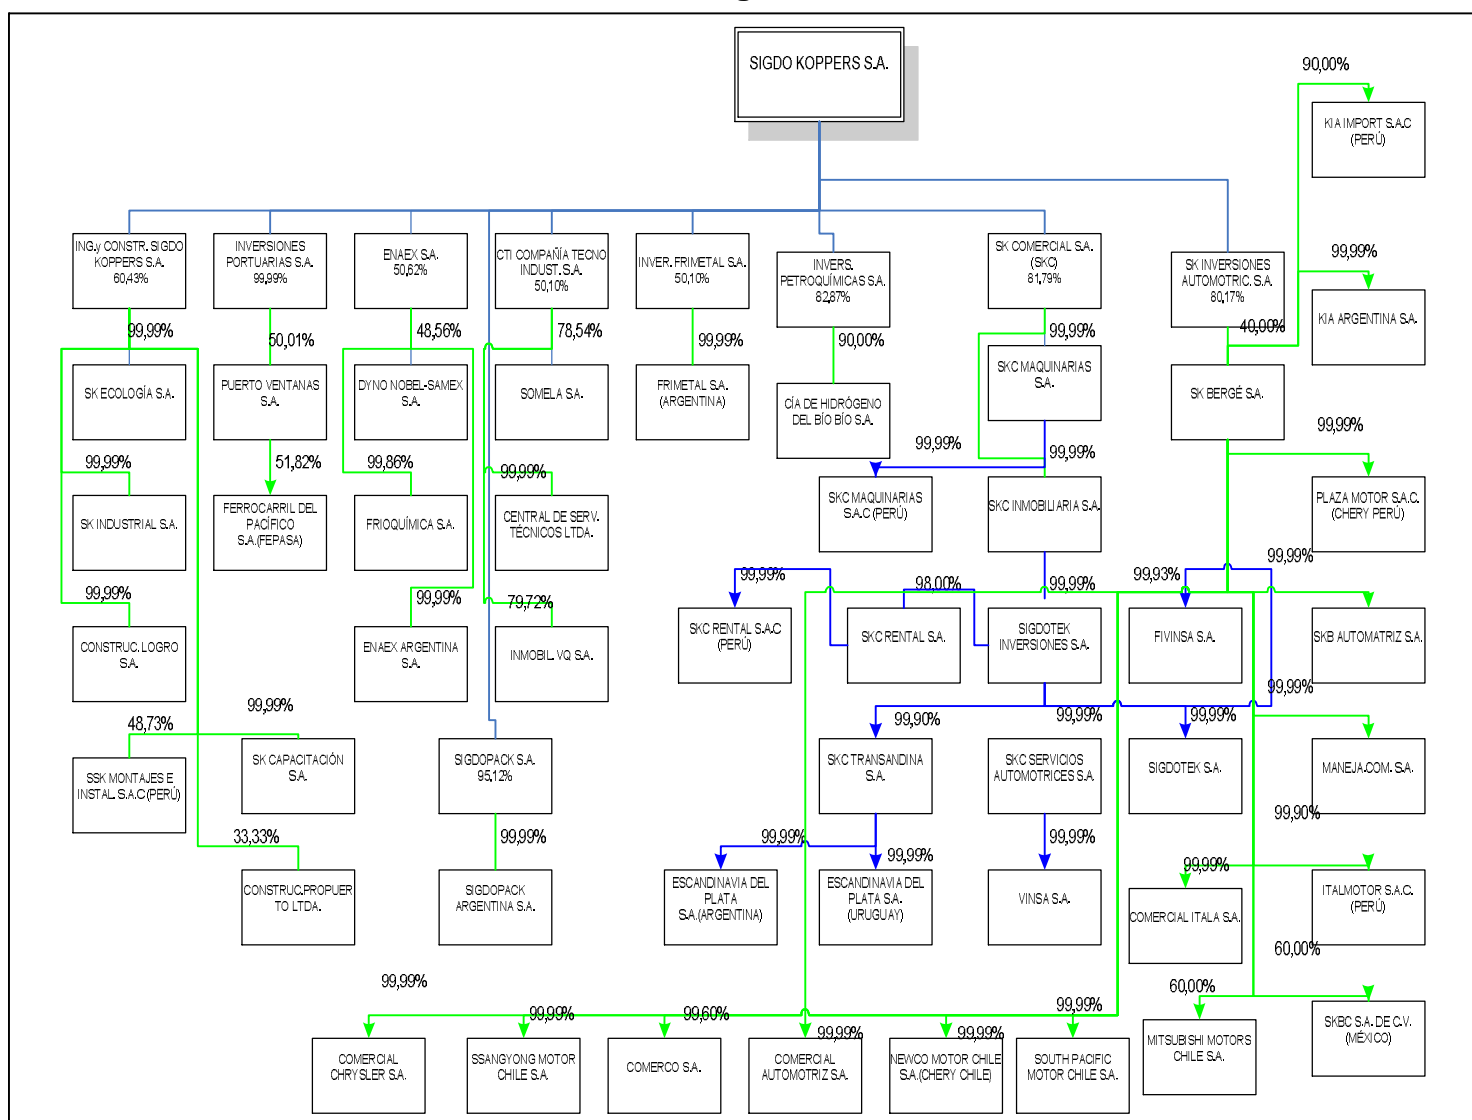 SIGDO KOPPERS S.A.
90,00%
KIA IMPORT S.A.C
(PERÚ)
ING.y CONSTR. SIGDO
KOPPERS S.A.
60,43%
INVERSIONES
PORTUARIAS S.A.
99,99%
ENAEX S.A.
50,62%
CTI COMPAÑÍA TECNO
INDUST. S.A.
50,10%
INVER. FRIMETAL S.A.
50,10%
INVERS.
PETROQUÍMICAS S.A.
82,87%
SK COMERCIAL S.A.
(SKC)
81,79%
SK INVERSIONES
AUTOMOTRIC. S.A.
80,17%
99,99%
KIA ARGENTINA S.A.
99,99%
50,01%
48,56%
78,54%
99,99%
90,00%
99,99%
40,00%
SK ECOLOGÍA S.A.
PUERTO VENTANAS
S.A.
DYNO NOBEL-SAMEX
S.A.
SOMELA S.A.
FRIMETAL S.A.
(ARGENTINA)
CÍA DE HIDRÓGENO
DEL BÍO BÍO S.A.
SKC MAQUINARIAS
S.A.
SK BERGÉ S.A.
99,99%
51,82%
99,86%
99,99%
99,99%
99,99%
99,99%
SK INDUSTRIAL S.A.
FERROCARRIL DEL
PACÍFICO
S.A.(FEPASA)
FRIOQUÍMICA S.A.
CENTRAL DE SERV.
TÉCNICOS LTDA.
SKC MAQUINARIAS
S.A.C (PERÚ)
SKC INMOBILIARIA S.A.
PLAZA MOTOR S.A.C.
(CHERY PERÚ)
99,99%
99,99%
79,72%
99,99%
98,00%
99,99%
99,93%
99,99%
CONSTRUC. LOGRO
S.A.
ENAEX ARGENTINA
S.A.
INMOBIL. VQ S.A.
SKC RENTAL S.A.C
(PERÚ)
SKC RENTAL S.A.
SIGDOTEK
INVERSIONES S.A.
FIVINSA S.A.
SKB AUTOMATRIZ S.A.
48,73%
99,99%
99,90%
99,99%
99,99%
99,99%
SSK MONTAJES E
INSTAL. S.A.C (PERÚ)
SK CAPACITACIÓN
S.A.
SIGDOPACK S.A.
95,12%
SKC TRANSANDINA
S.A.
SKC SERVICIOS
AUTOMOTRICES S.A.
SIGDOTEK S.A.
MANEJA.COM. S.A.
33,33%
99,99%
99,99%
99,99%
99,99%
99,99%
99,90%
CONSTRUC.PROPUER
TO LTDA.
SIGDOPACK
ARGENTINA S.A.
ESCANDINAVIA DEL
PLATA
S.A.(ARGENTINA)
ESCANDINAVIA DEL
PLATA S.A.
(URUGUAY)
VINSA S.A.
COMERCIAL ITALA S.A.
ITALMOTOR S.A.C.
(PERÚ)
99,99%
99,99%
99,60%
99,99%
99,99%
99,99%
60,00%
60,00%
COMERCIAL
CHRYSLER S.A.
SSANGYONG MOTOR
CHILE S.A.
COMERCO S.A.
COMERCIAL
AUTOMOTRIZ S.A.
NEWCO MOTOR CHILE
S.A.(CHERY CHILE)
SOUTH PACIFIC
MOTOR CHILE S.A.
MITSUBISHI MOTORS
CHILE S.A.
SKBC S.A. DE C.V.
(MÉXICO)